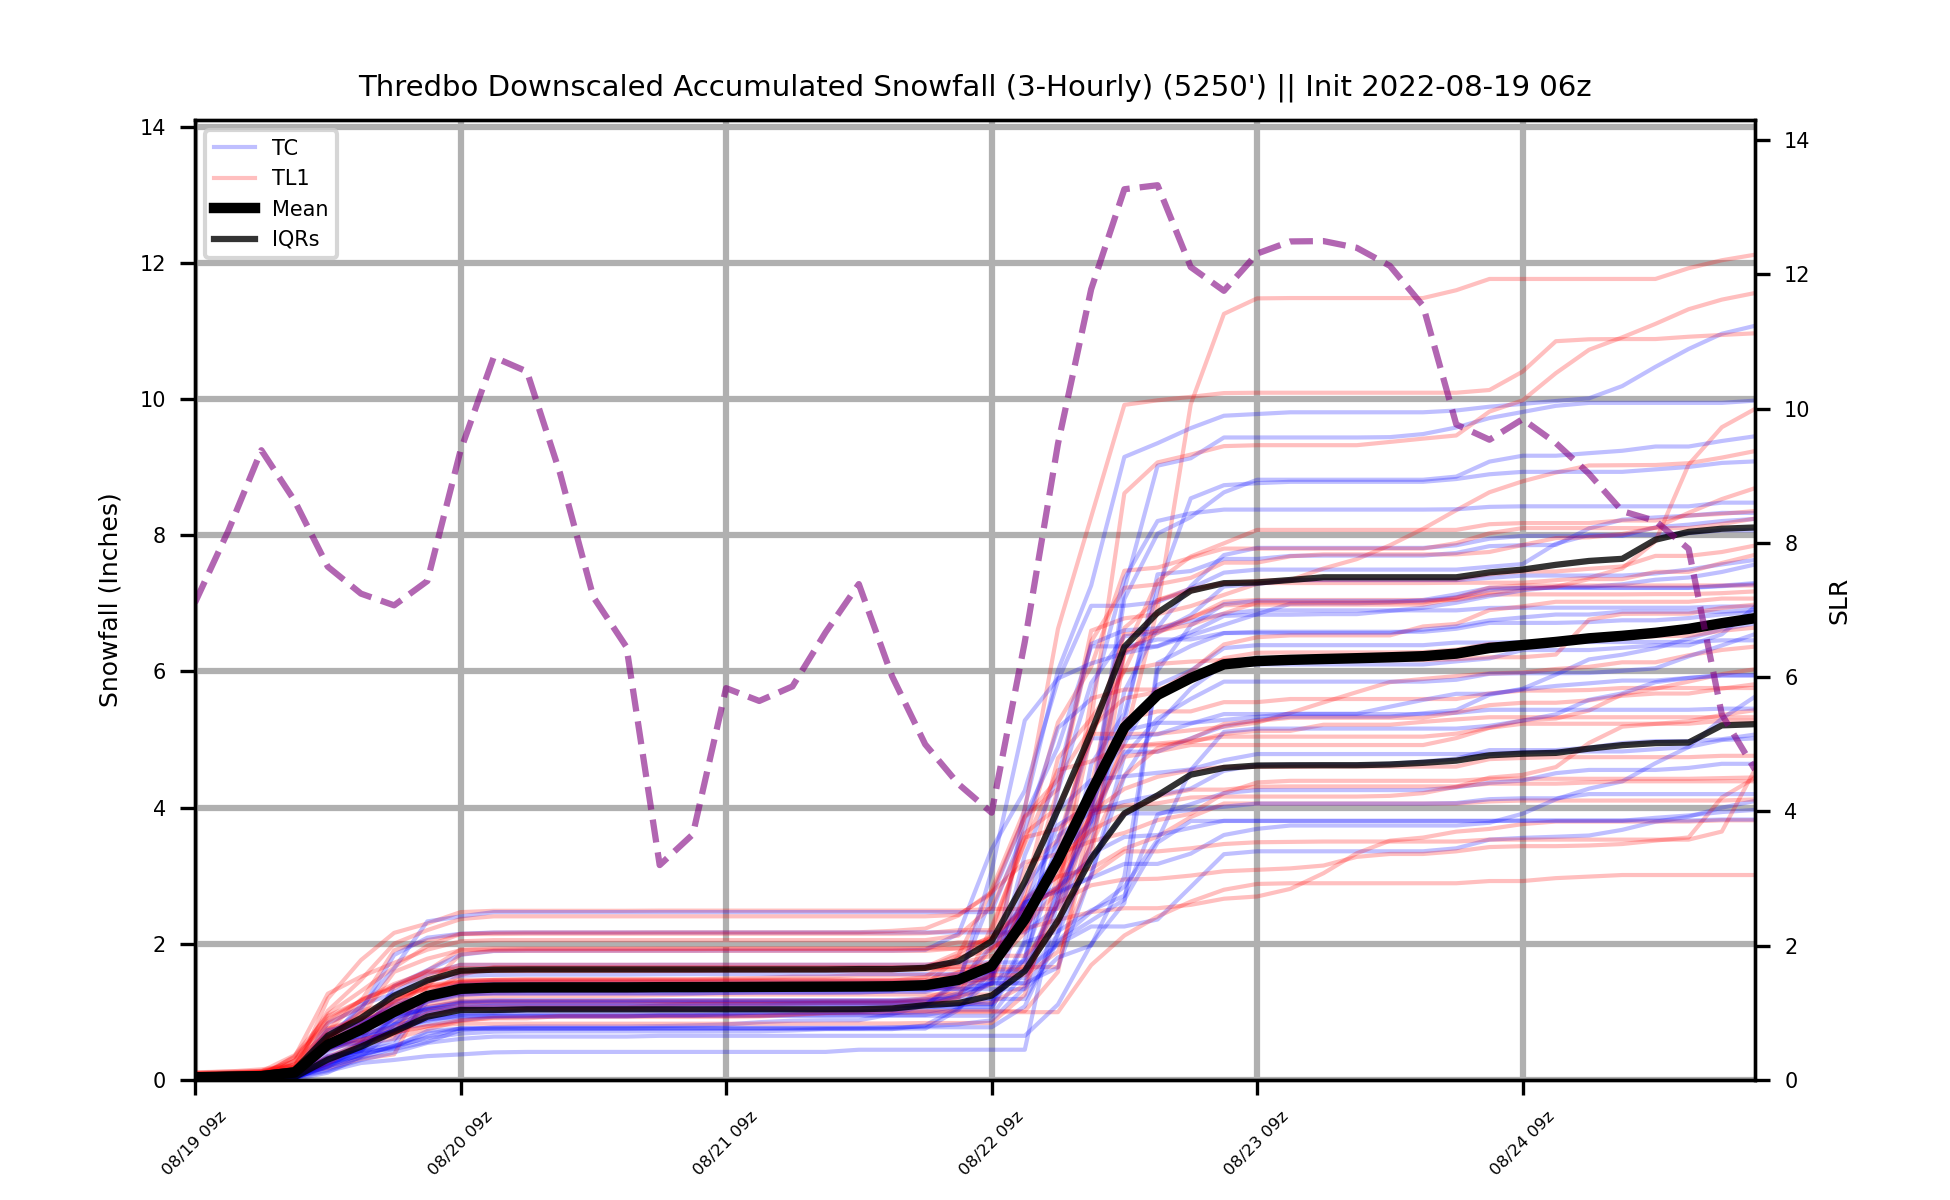 Thredbo Downscaled Accumulated Snowfall (3-Hourly) (5250') || Init 2022-08-19 06z
TC
TL1
Mean
IQRs
14
12
10
8
6
4
2
0
Snowfall (Inches)
14
12
10
8
6
4
2
0
SLR
08/19 09z
08/20 09z
08/21 09z
08/22 09z
08/23 09z
08/24 09z